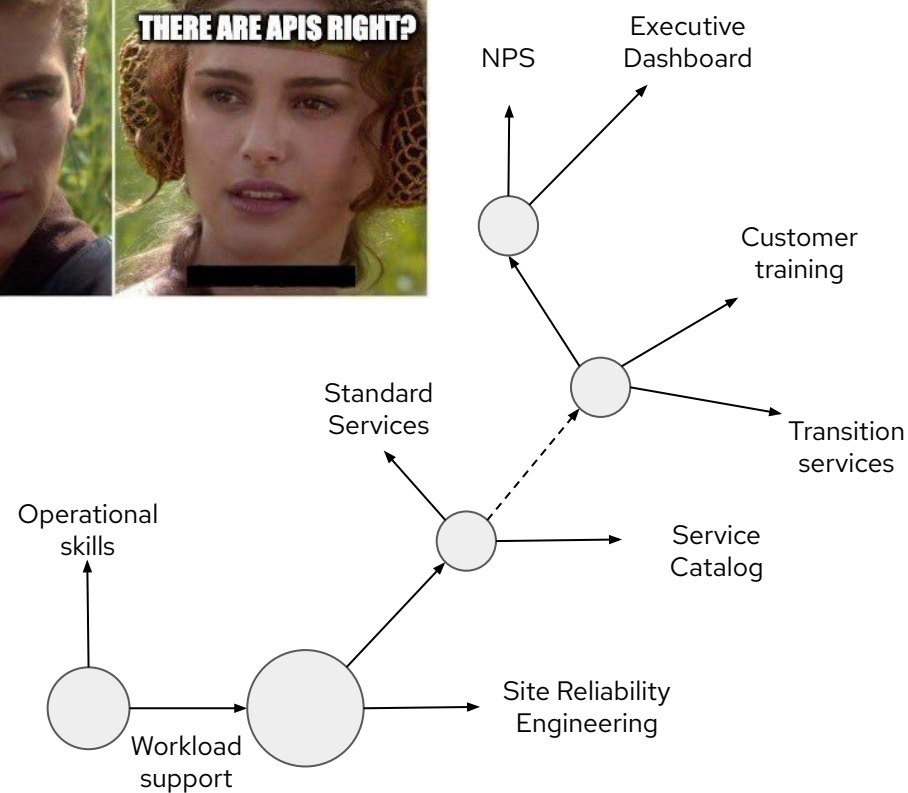 THERE ARE APIS RIGHT?
NPS
Executive
Dashboard
Customer
training
Transition
services
Standard
Services
Service
Catalog
Operational
skills
Site Reliability
Engineering
Workload
support